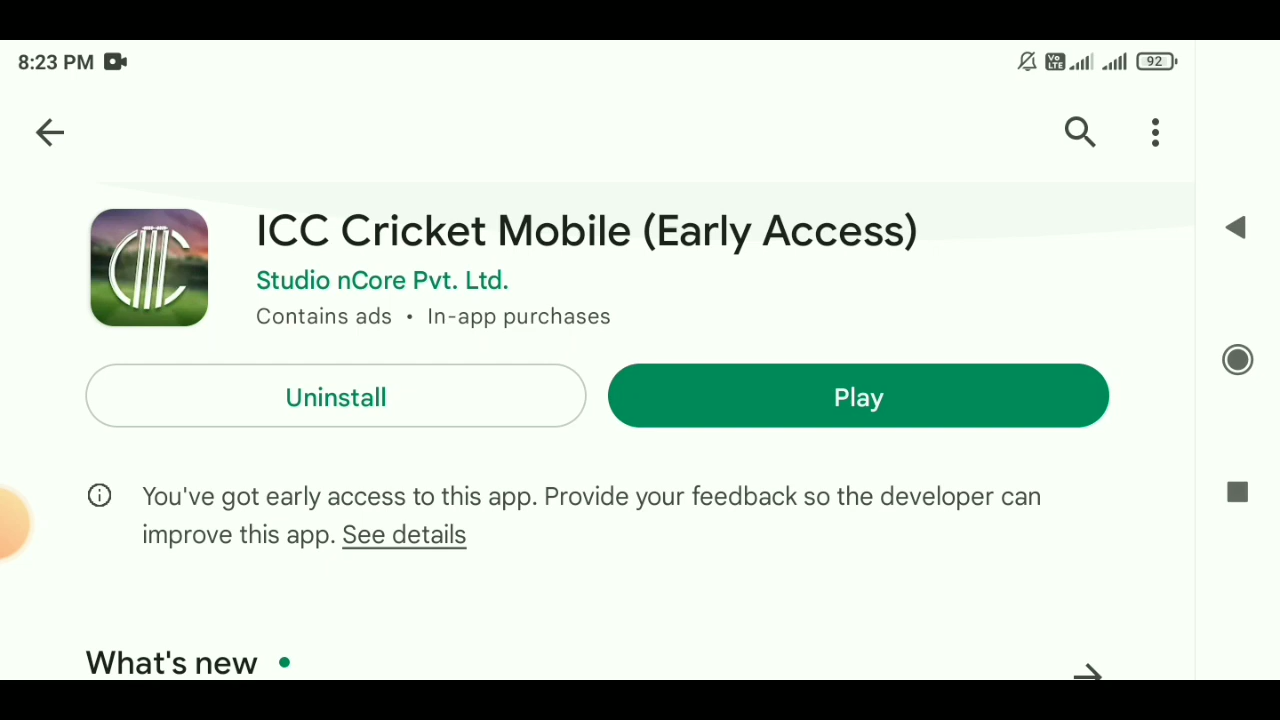 8:23 PM
Vo LTE
92
ICC Cricket Mobile (Early Access)
Studio nCore Pvt. Ltd.
Contains ads • In-app purchases
Uninstall
Play
You've got early access to this app. Provide your feedback so the developer can
improve this app. See details
What's new